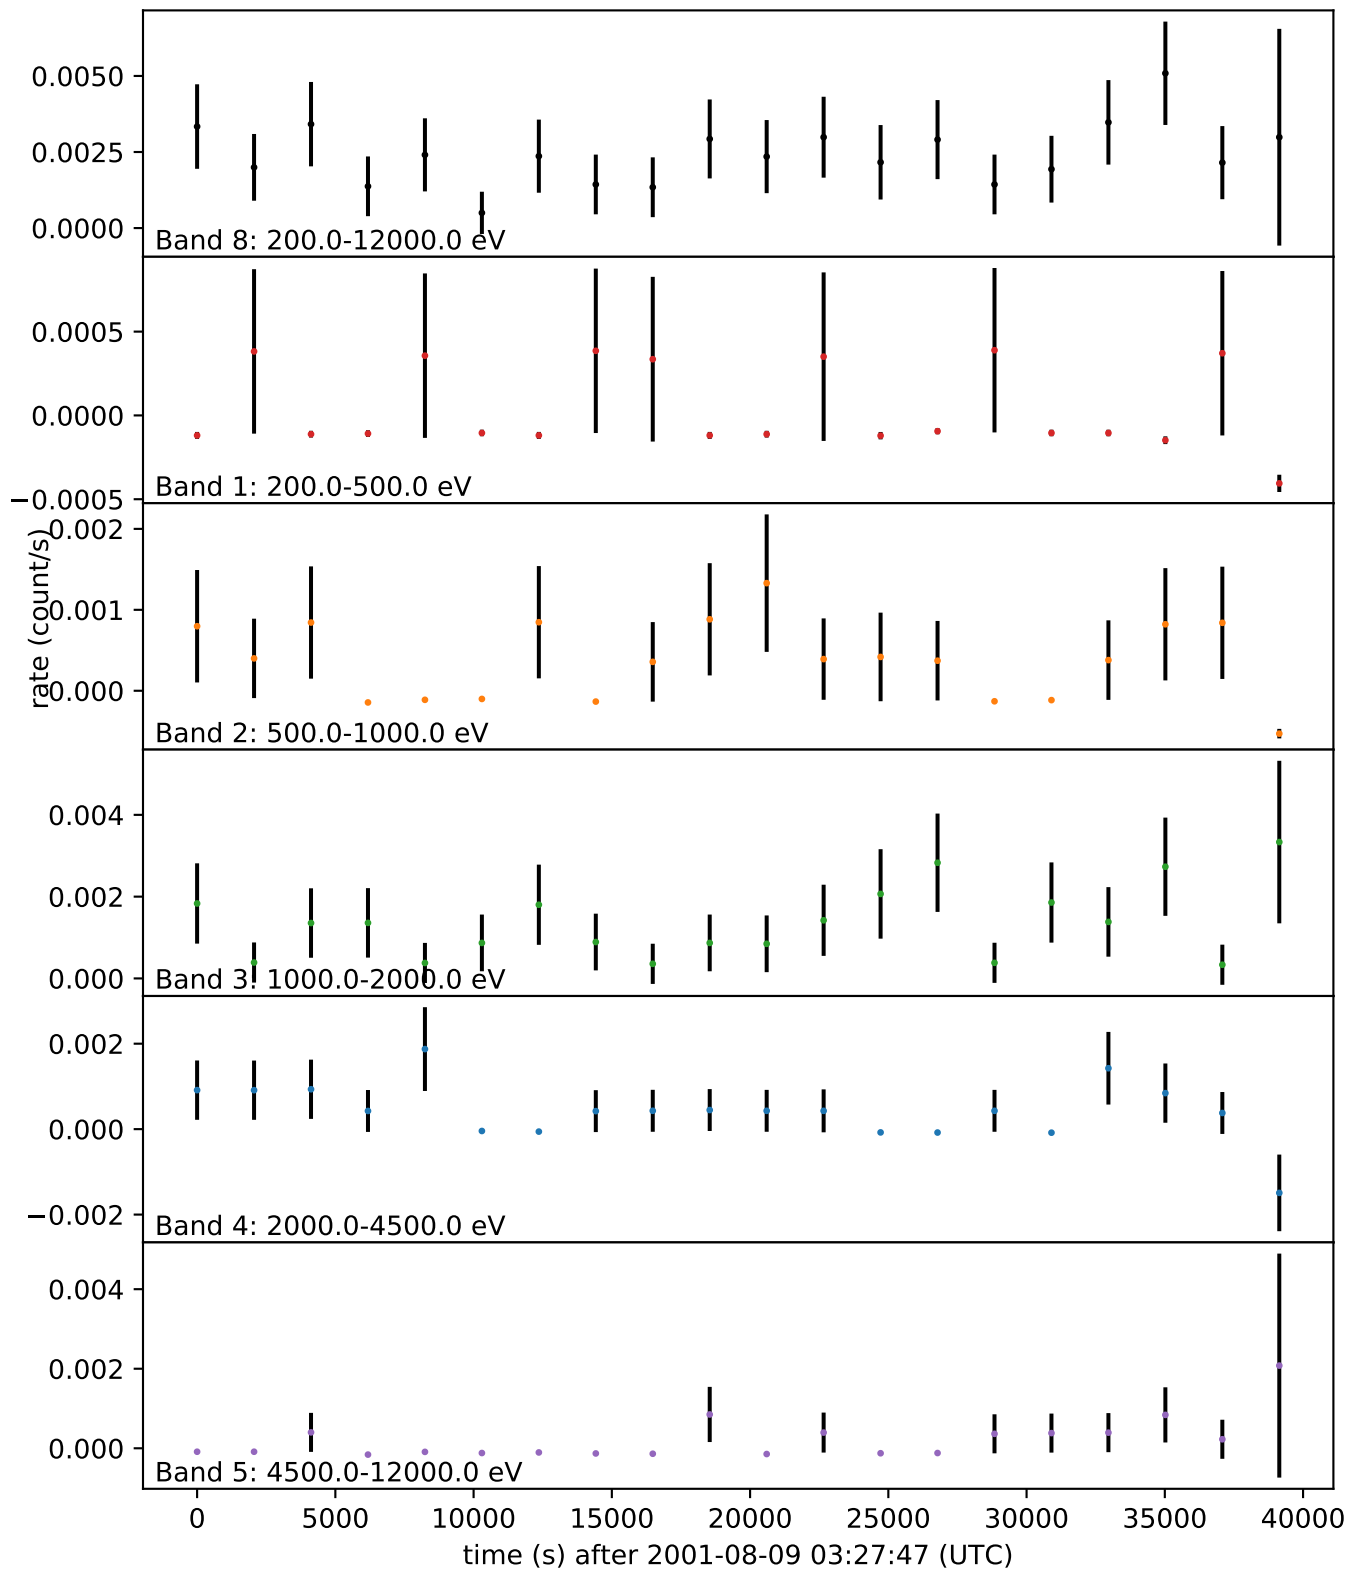 0.0050
0.0025
0.0000
Band 8: 200.0-12000.0 eV
0.0005
0.0000
−0.0005
Band 1: 200.0-500.0 eV
rate (count/s)
0.002
0.001
0.000
Band 2: 500.0-1000.0 eV
0.004
0.002
0.000
Band 3: 1000.0-2000.0 eV
0.002
0.000
−0.002
Band 4: 2000.0-4500.0 eV
0.004
0.002
0.000
Band 5: 4500.0-12000.0 eV
0 5000 10000 15000 20000 25000 30000 35000 40000
time (s) after 2001-08-09 03:27:47 (UTC)